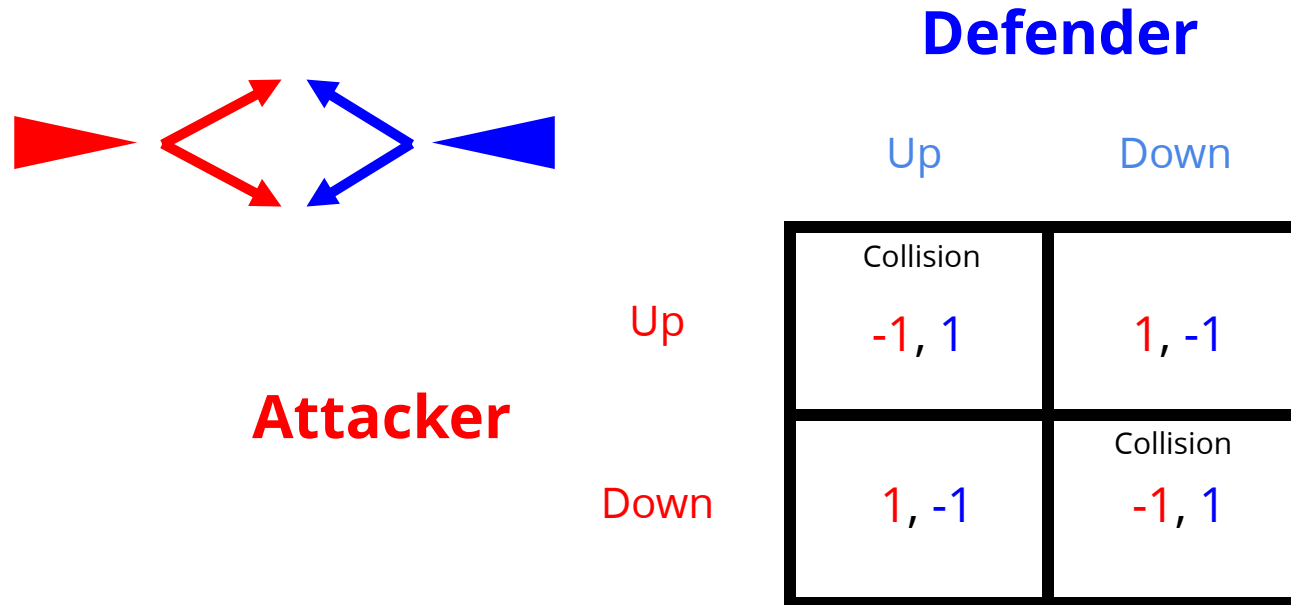 Defender
Up Down
Collision
Up -1, 1 1, -1
Attacker
Collision
Down 1, -1 -1, 1